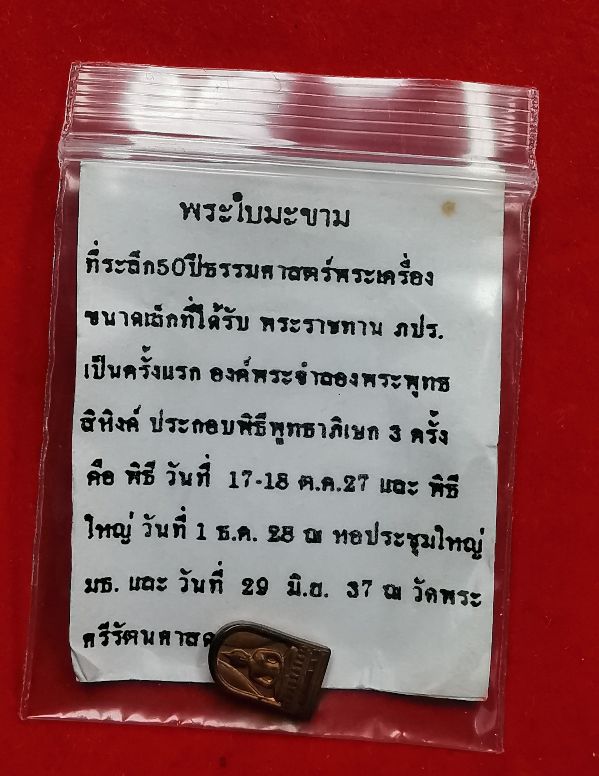 พระใบมะขาม
ที่ระลึก50ปีธรรมศาสตร์พระเครื่อง
ขนาดเล็กที่ได้รับ พระราชทาน ภปร.
เป็นครั้งแรก องค์พระจำลองพระพุทธ
สิหิงค์ ประกอบพิธีพุทธาภิเษก 3 ครั้ง
คือ พิธี วันที่ 17-18 ต.ค.27 และ พิธี
ใหญ่ วันที่ 1 ธ.ค. 28 ณ หอประชุมใหญ่
มธ. และ วันที่ 29 มิ.ย. 37 ณ วัดพระ
ศรีรัตนศาสด